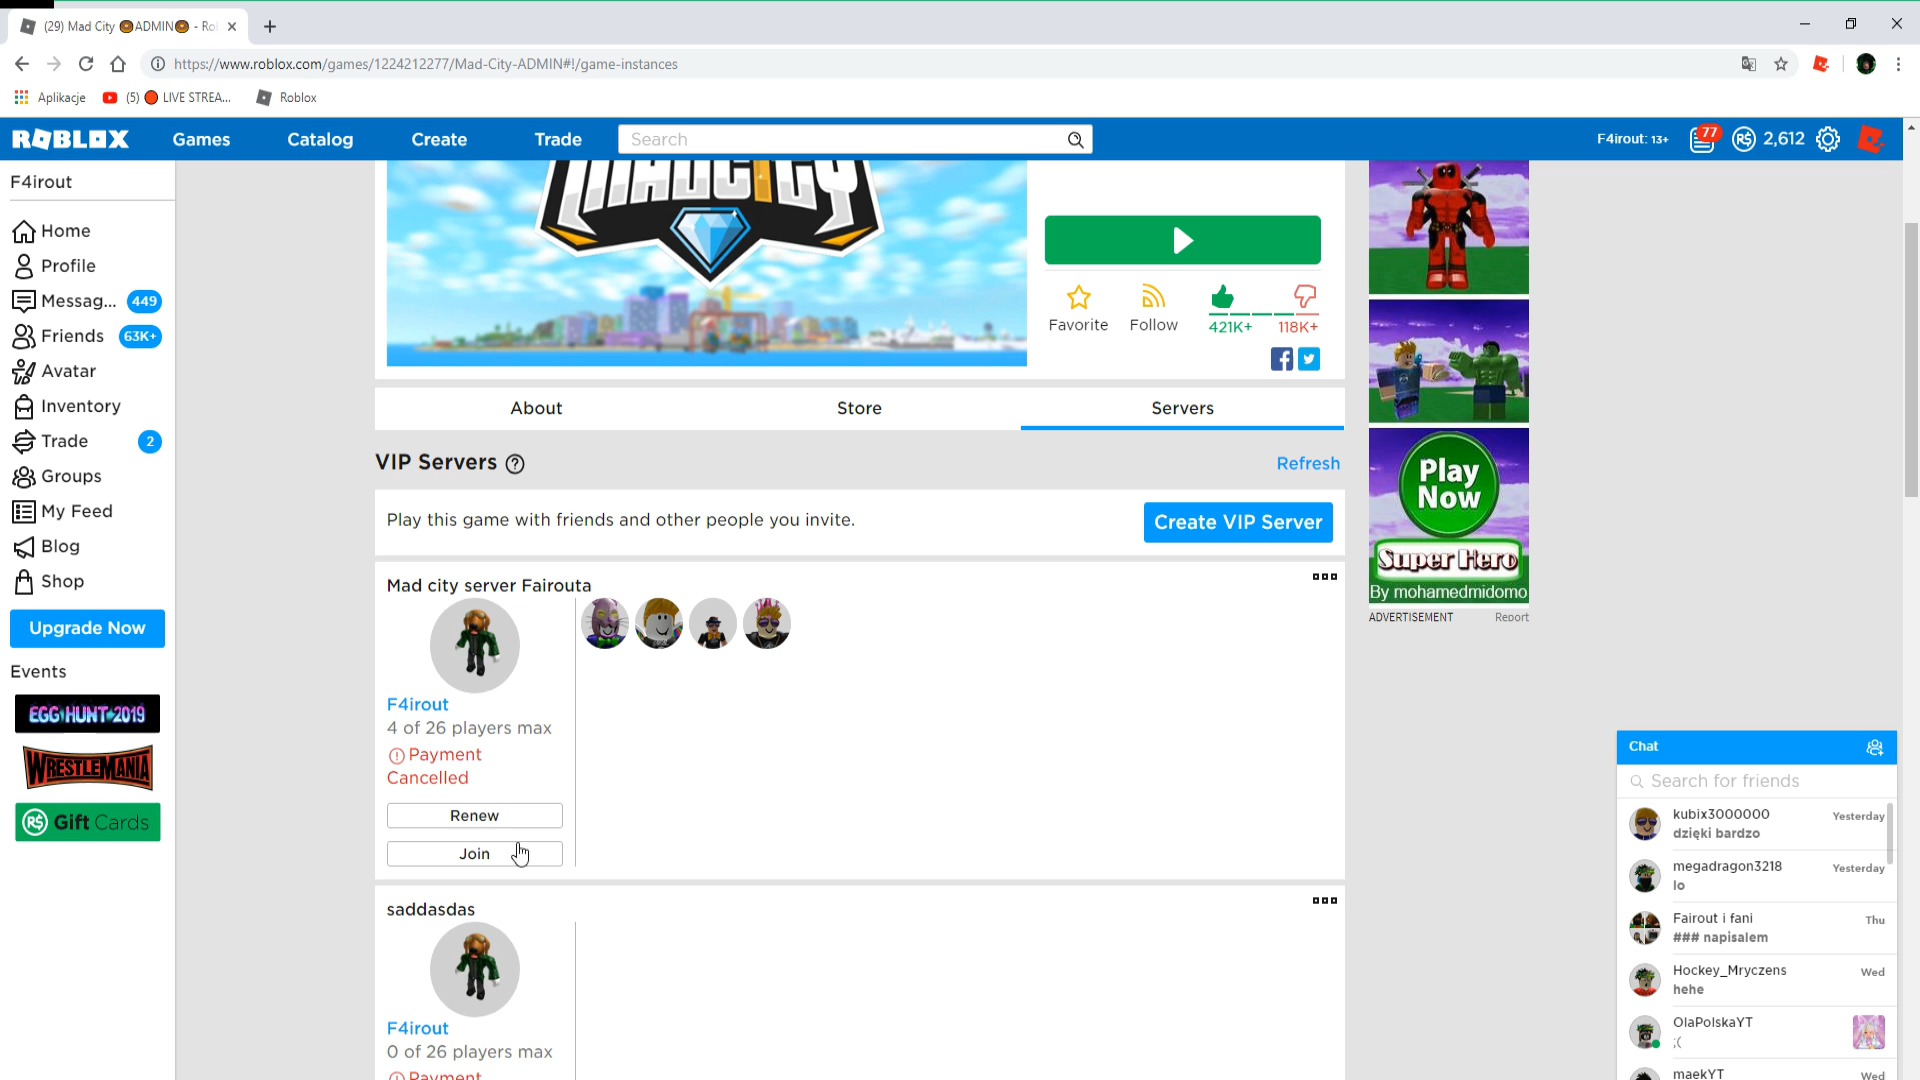 (29) Mad City ADMIN - Ro
https://www.roblox.com/games/1224212277/Mad-City-ADMIN#!/game-instances
Aplikacje
(5) LIVE STREA...
Roblox
ROBLOX
Games
Catalog
Create
Trade
Search
F4irout: 13+
77
2,612
F4irout
Home
Profile
Messag... 449
Friends 63K+
Avatar
Inventory
Trade 2
Groups
My Feed
Blog
Shop
Upgrade Now
Events
EGG HUNT 2019
WRESTLEMANIA
Gift Cards
MADCITY
Favorite
Follow
421K+
118K+
About
Store
Servers
VIP Servers
Refresh
Play this game with friends and other people you invite.
Create VIP Server
Mad city server Fairouta
F4irout
4 of 26 players max
Payment
Cancelled
Renew
Join
saddasdas
F4irout
0 of 26 players max
Payment
Play
Now
Super Hero
By mohamedmidomo
ADVERTISEMENT
Report
Chat
Search for friends
kubix3000000
Yesterday
dzięki bardzo
megadragon3218
Yesterday
lo
Fairout i fani
Thu
### napisalem
Hockey_Mryczens
Wed
hehe
OlaPolskaYT
;(
maekYT
Wed